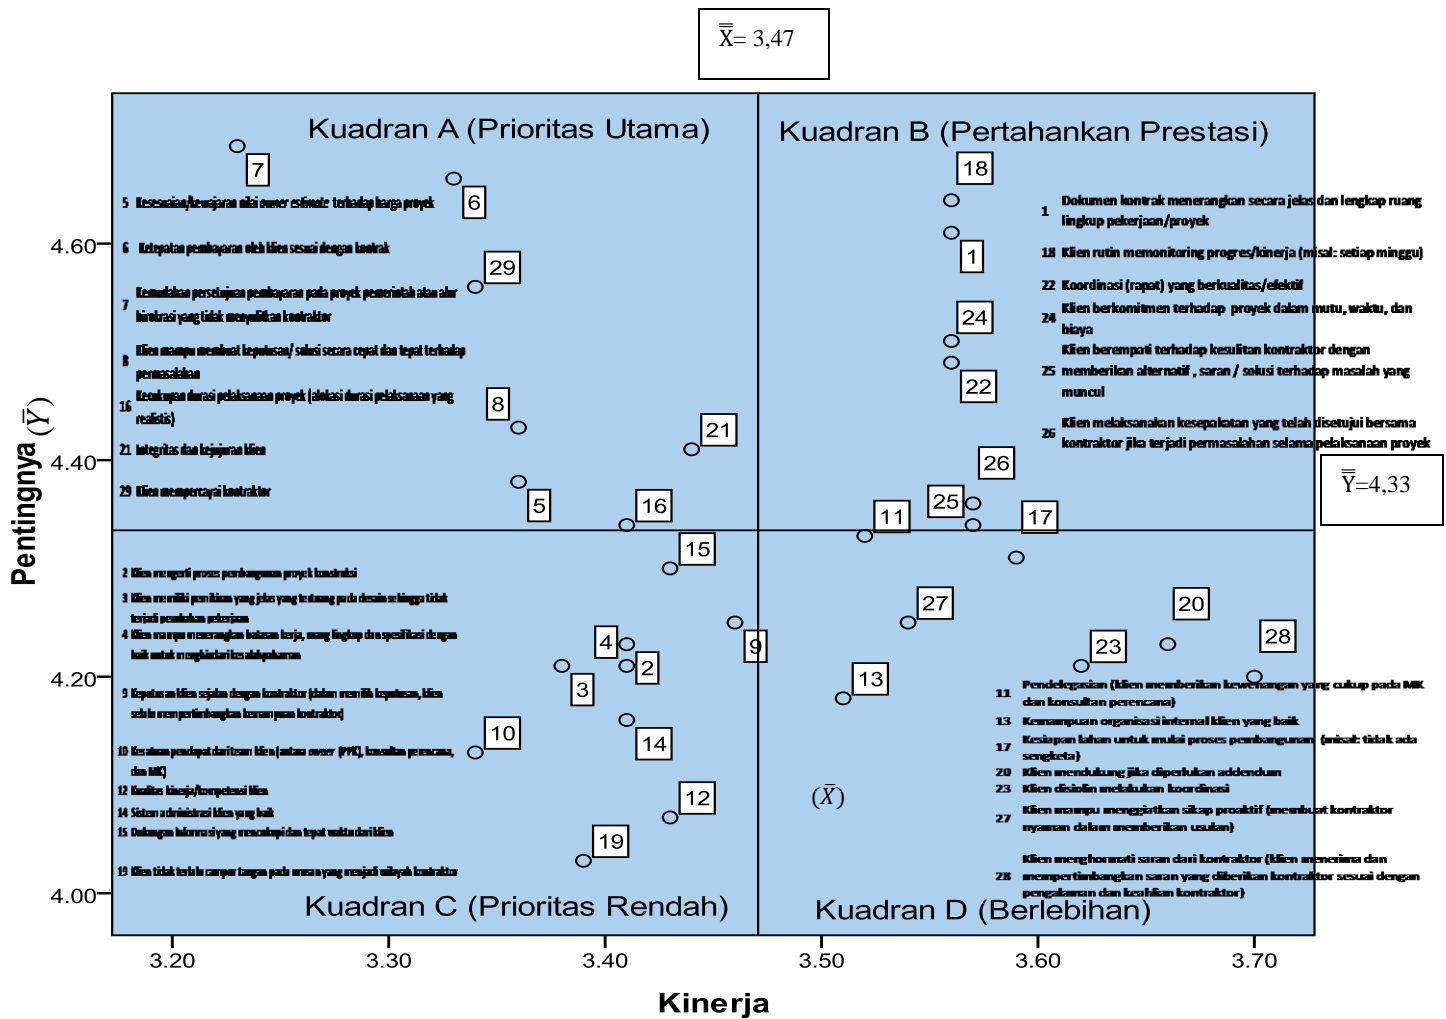 X̿= 3,47
Kuadran A (Prioritas Utama)
Kuadran B (Pertahankan Prestasi)
7
6
29
8
21
5
16
18
1
24
22
26
25
11
17
15
4
2
3
9
10
14
12
19
27
13
20
23
28
5 Kesesuaian/kewajaran nilai owner estimate terhadap harga proyek
6 Ketepatan pembayaran oleh klien sesuai dengan kontrak
7 Kemudahan persetujuan pembayaran pada proyek pemerintah atau alur
birokrasi yang tidak menyulitkan kontraktor
8 Klien mampu membuat keputusan/ solusi secara cepat dan tepat terhadap
permasalahan
16 Kecukupan durasi pelaksanaan proyek (alokasi durasi pelaksanaan yang
realistis)
21 Integritas dan kejujuran klien
29 Klien mempercayai kontraktor
1 Dokumen kontrak menerangkan secara jelas dan lengkap ruang
lingkup pekerjaan/proyek
18 Klien rutin memonitoring progres/kinerja (misal: setiap minggu)
22 Koordinasi (rapat) yang berkualitas/efektif
24 Klien berkomitmen terhadap proyek dalam mutu, waktu, dan
biaya
Klien berempati terhadap kesulitan kontraktor dengan
25 memberikan alternatif , saran / solusi terhadap masalah yang
muncul
26 Klien melaksanakan kesepakatan yang telah disetujui bersama
kontraktor jika terjadi permasalahan selama pelaksanaan proyek
Y̿=4,33
2 Klien mengerti proses pembangunan proyek konstruksi
3 Klien memiliki pemikiran yang jelas yang tertuang pada desain sehingga tidak
terjadi perubahan pekerjaan
4 Klien mampu menerangkan batasan kerja, ruang lingkup dan spesifikasi dengan
baik untuk menghindari kesalahpahaman
9 Keputusan klien sejalan dengan kontraktor (dalam memilih keputusan, klien
selalu mempertimbangkan kemampuan kontraktor)
10 Kesatuan pendapat dari team klien (antara owner (PPK), konsultan perencana,
dan MK)
12 Kualitas kinerja/kompetensi klien
14 Sistem administrasi klien yang baik
15 Dukungan informasi yang mencukupi dan tepat waktu dari klien
19 Klien tidak terlalu campur tangan pada urusan yang menjadi wilayah kontraktor
11 Pendelegasian (klien memberikan kewenangan yang cukup pada MK
dan konsultan perencana)
13 Kemampuan organisasi internal klien yang baik
17 Kesiapan lahan untuk mulai proses pembangunan (misal: tidak ada
sengketa)
20 Klien mendukung jika diperlukan addendum
23 Klien disiplin melakukan koordinasi
27 Klien mampu menggiatkan sikap proaktif (membuat kontraktor
nyaman dalam memberikan usulan)
Klien menghormati saran dari kontraktor (klien menerima dan
28 mempertimbangkan saran yang diberikan kontraktor sesuai dengan
pengalaman dan keahlian kontraktor)
(X̄)
Kuadran C (Prioritas Rendah)
Kuadran D (Berlebihan)
4.60
4.40
4.20
4.00
Pentingnya (Ȳ)
3.20
3.30
3.40
3.50
3.60
3.70
Kinerja